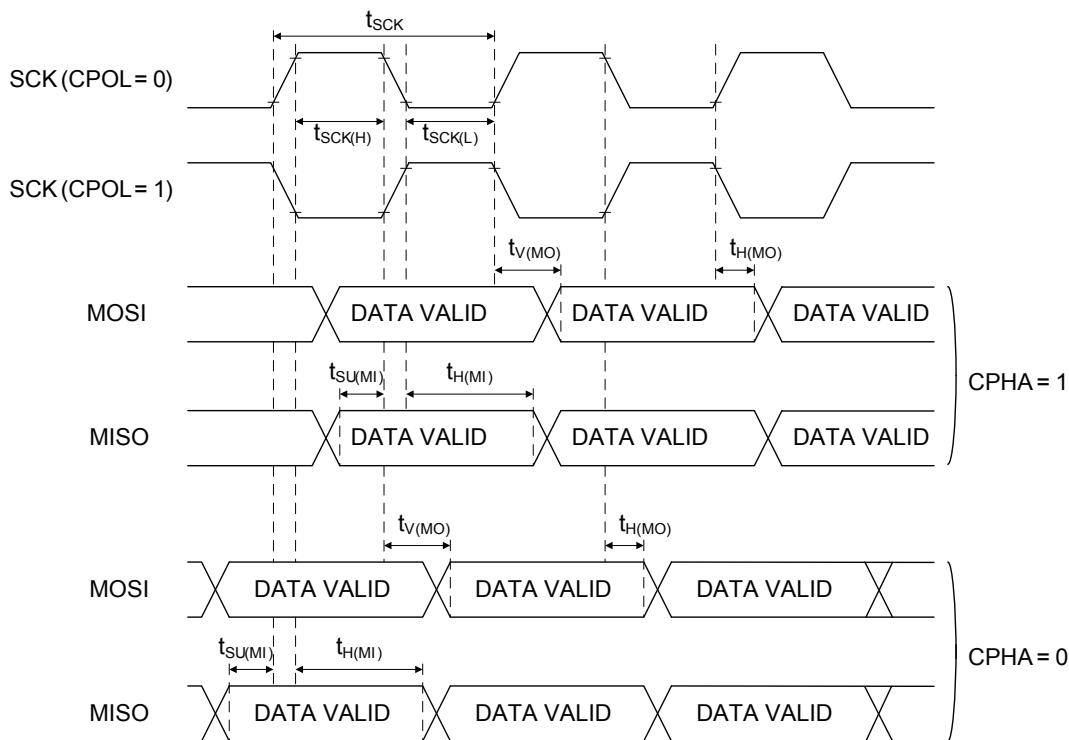 tSCK
SCK (CPOL = 0)
tSCK(H)
tSCK(L)
SCK (CPOL = 1)
tV(MO)
tH(MO)
MOSI
DATA VALID
DATA VALID
DATA VALID
tSU(MI)
tH(MI)
CPHA = 1
MISO
DATA VALID
DATA VALID
DATA VALID
tV(MO)
tH(MO)
MOSI
DATA VALID
DATA VALID
DATA VALID
tSU(MI)
tH(MI)
CPHA = 0
MISO
DATA VALID
DATA VALID
DATA VALID